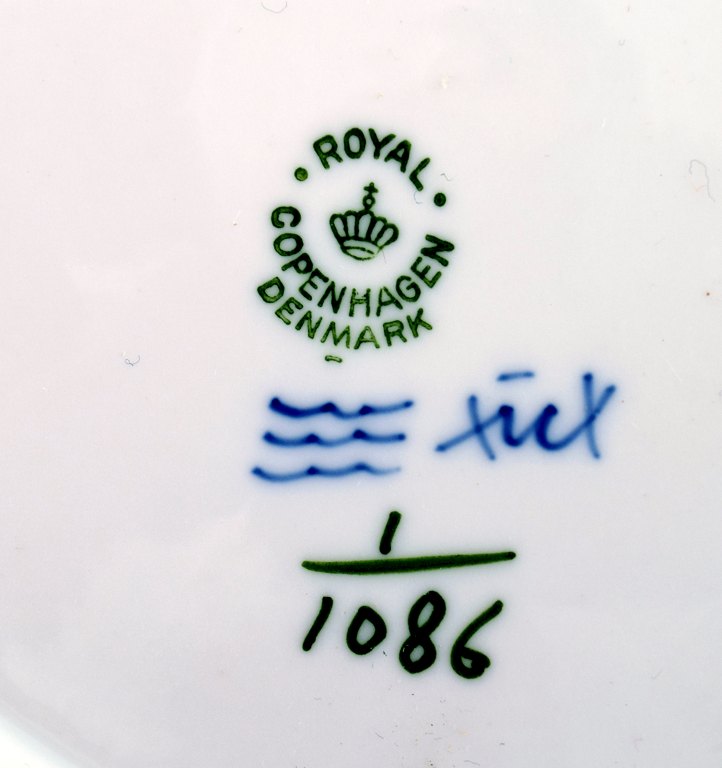 ROYAL
COPENHAGEN
DENMARK
1
1086